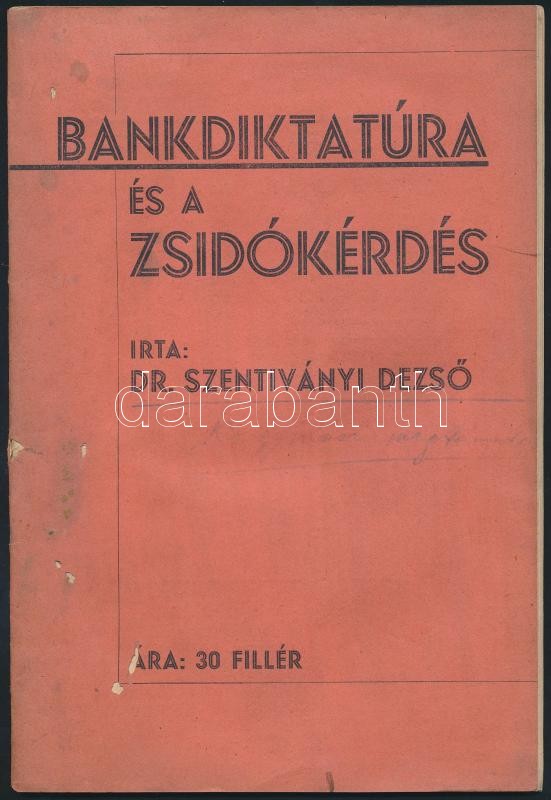 BANKDIKTATÚRA
ÉS A
ZSIDÓKÉRDÉS
IRTA:
DR. SZENTIVÁNYI DEZSŐ
darabanth
ÁRA: 30 FILLÉR